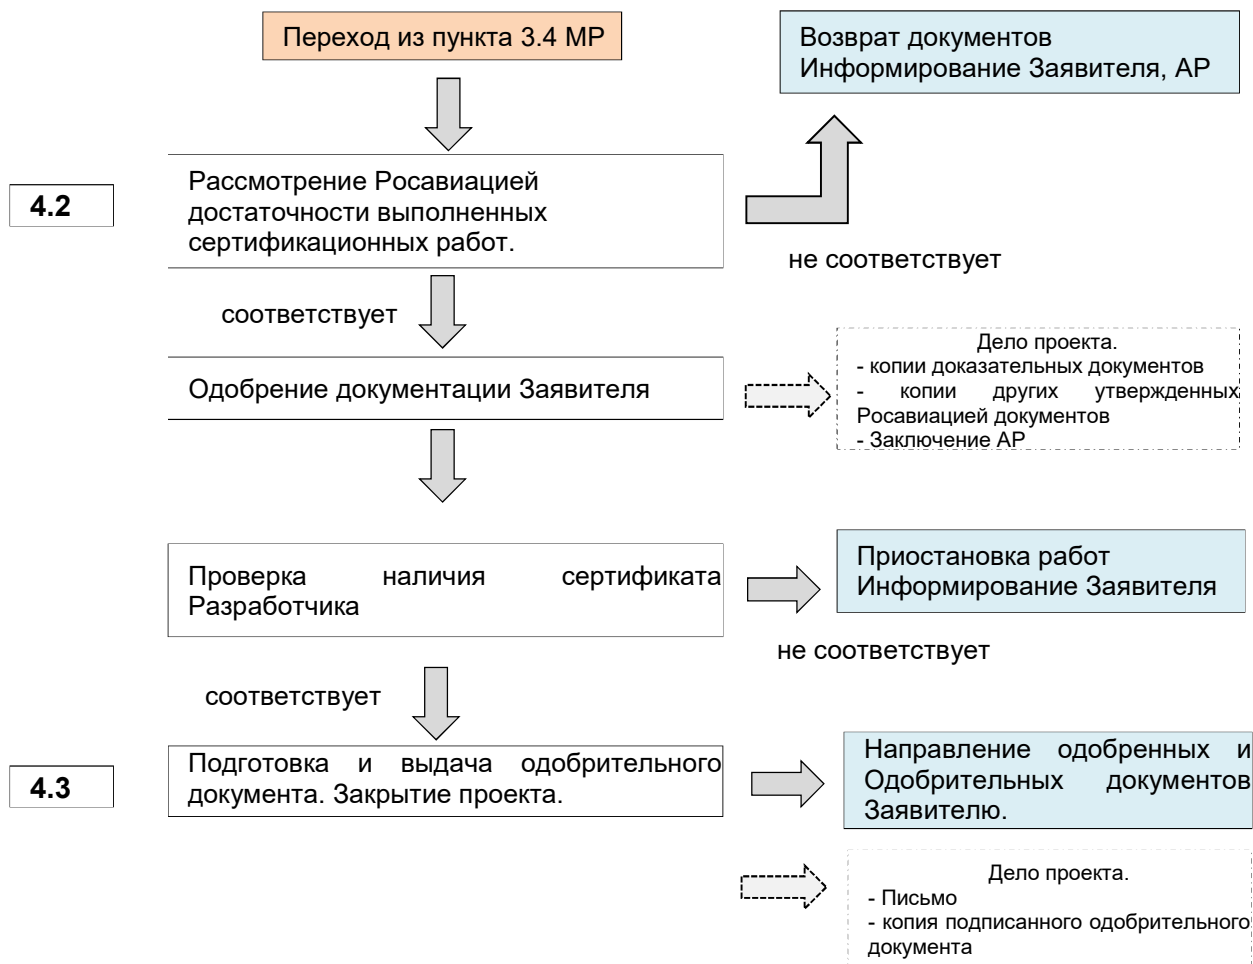 Переход из пункта 3.4 МР
Возврат документов
Информирование Заявителя, АР
4.2
Рассмотрение Росавиацией
достаточности выполненных
сертификационных работ.
не соответствует
соответствует
Одобрение документации Заявителя
Дело проекта.
- копии доказательных документов
- копии других утвержденных
Росавиацией документов
- Заключение АР
Проверка наличия сертификата
Разработчика
Приостановка работ
Информирование Заявителя
не соответствует
соответствует
4.3
Подготовка и выдача одобрительного
документа. Закрытие проекта.
Направление одобренных и
Одобрительных документов
Заявителю.
Дело проекта.
- Письмо
- копия подписанного одобрительного
документа